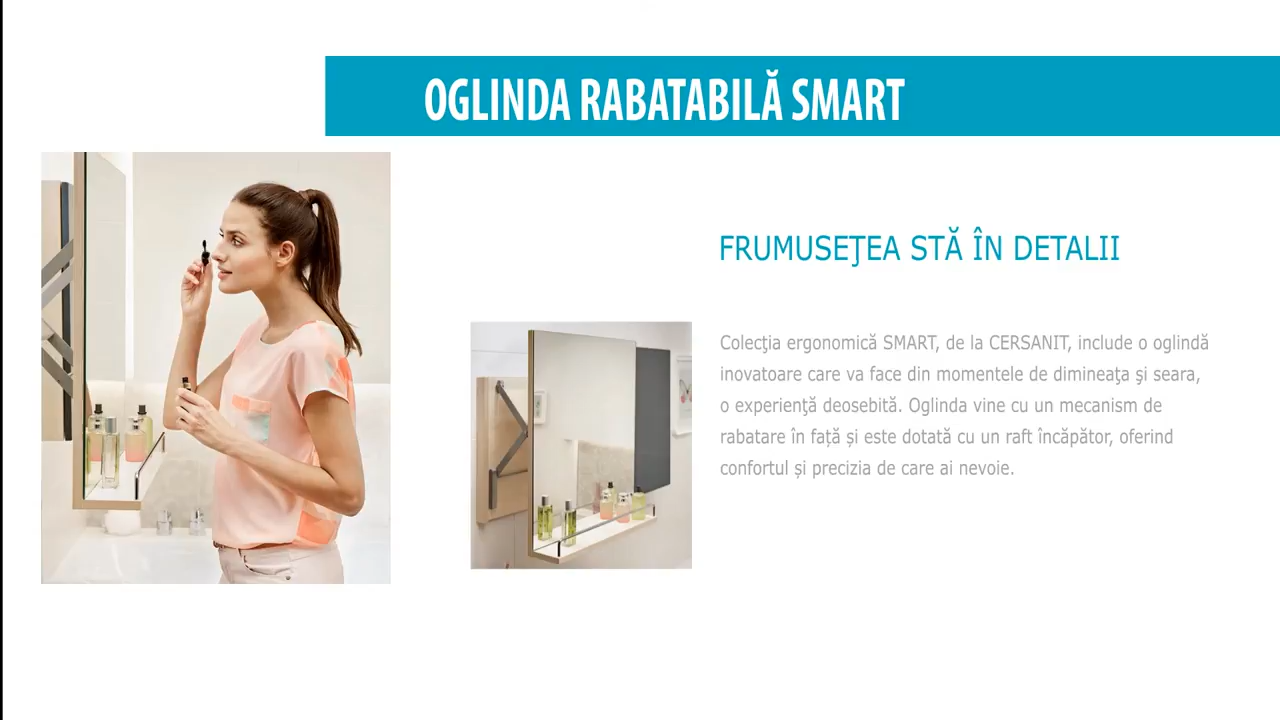 OGLINDA RABATABILĂ SMART
FRUMUSEŢEA STĂ ÎN DETALII
Colecţia ergonomică SMART, de la CERSANIT, include o oglindă
inovatoare care va face din momentele de dimineaţa şi seara,
o experienţă deosebită. Oglinda vine cu un mecanism de
rabatare în față și este dotată cu un raft încăpător, oferind
confortul și precizia de care ai nevoie.